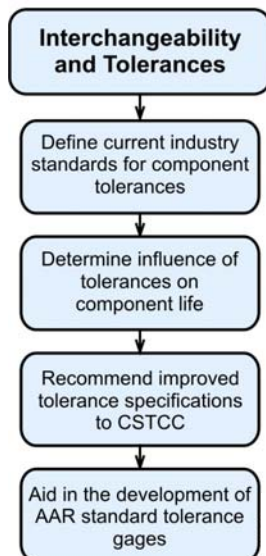 Interchangeability
and Tolerances
Define current industry
standards for component
tolerances
Determine influence of
tolerances on
component life
Recommend improved
tolerance specifications
to CSTCC
Aid in the development of
AAR standard tolerance
gages